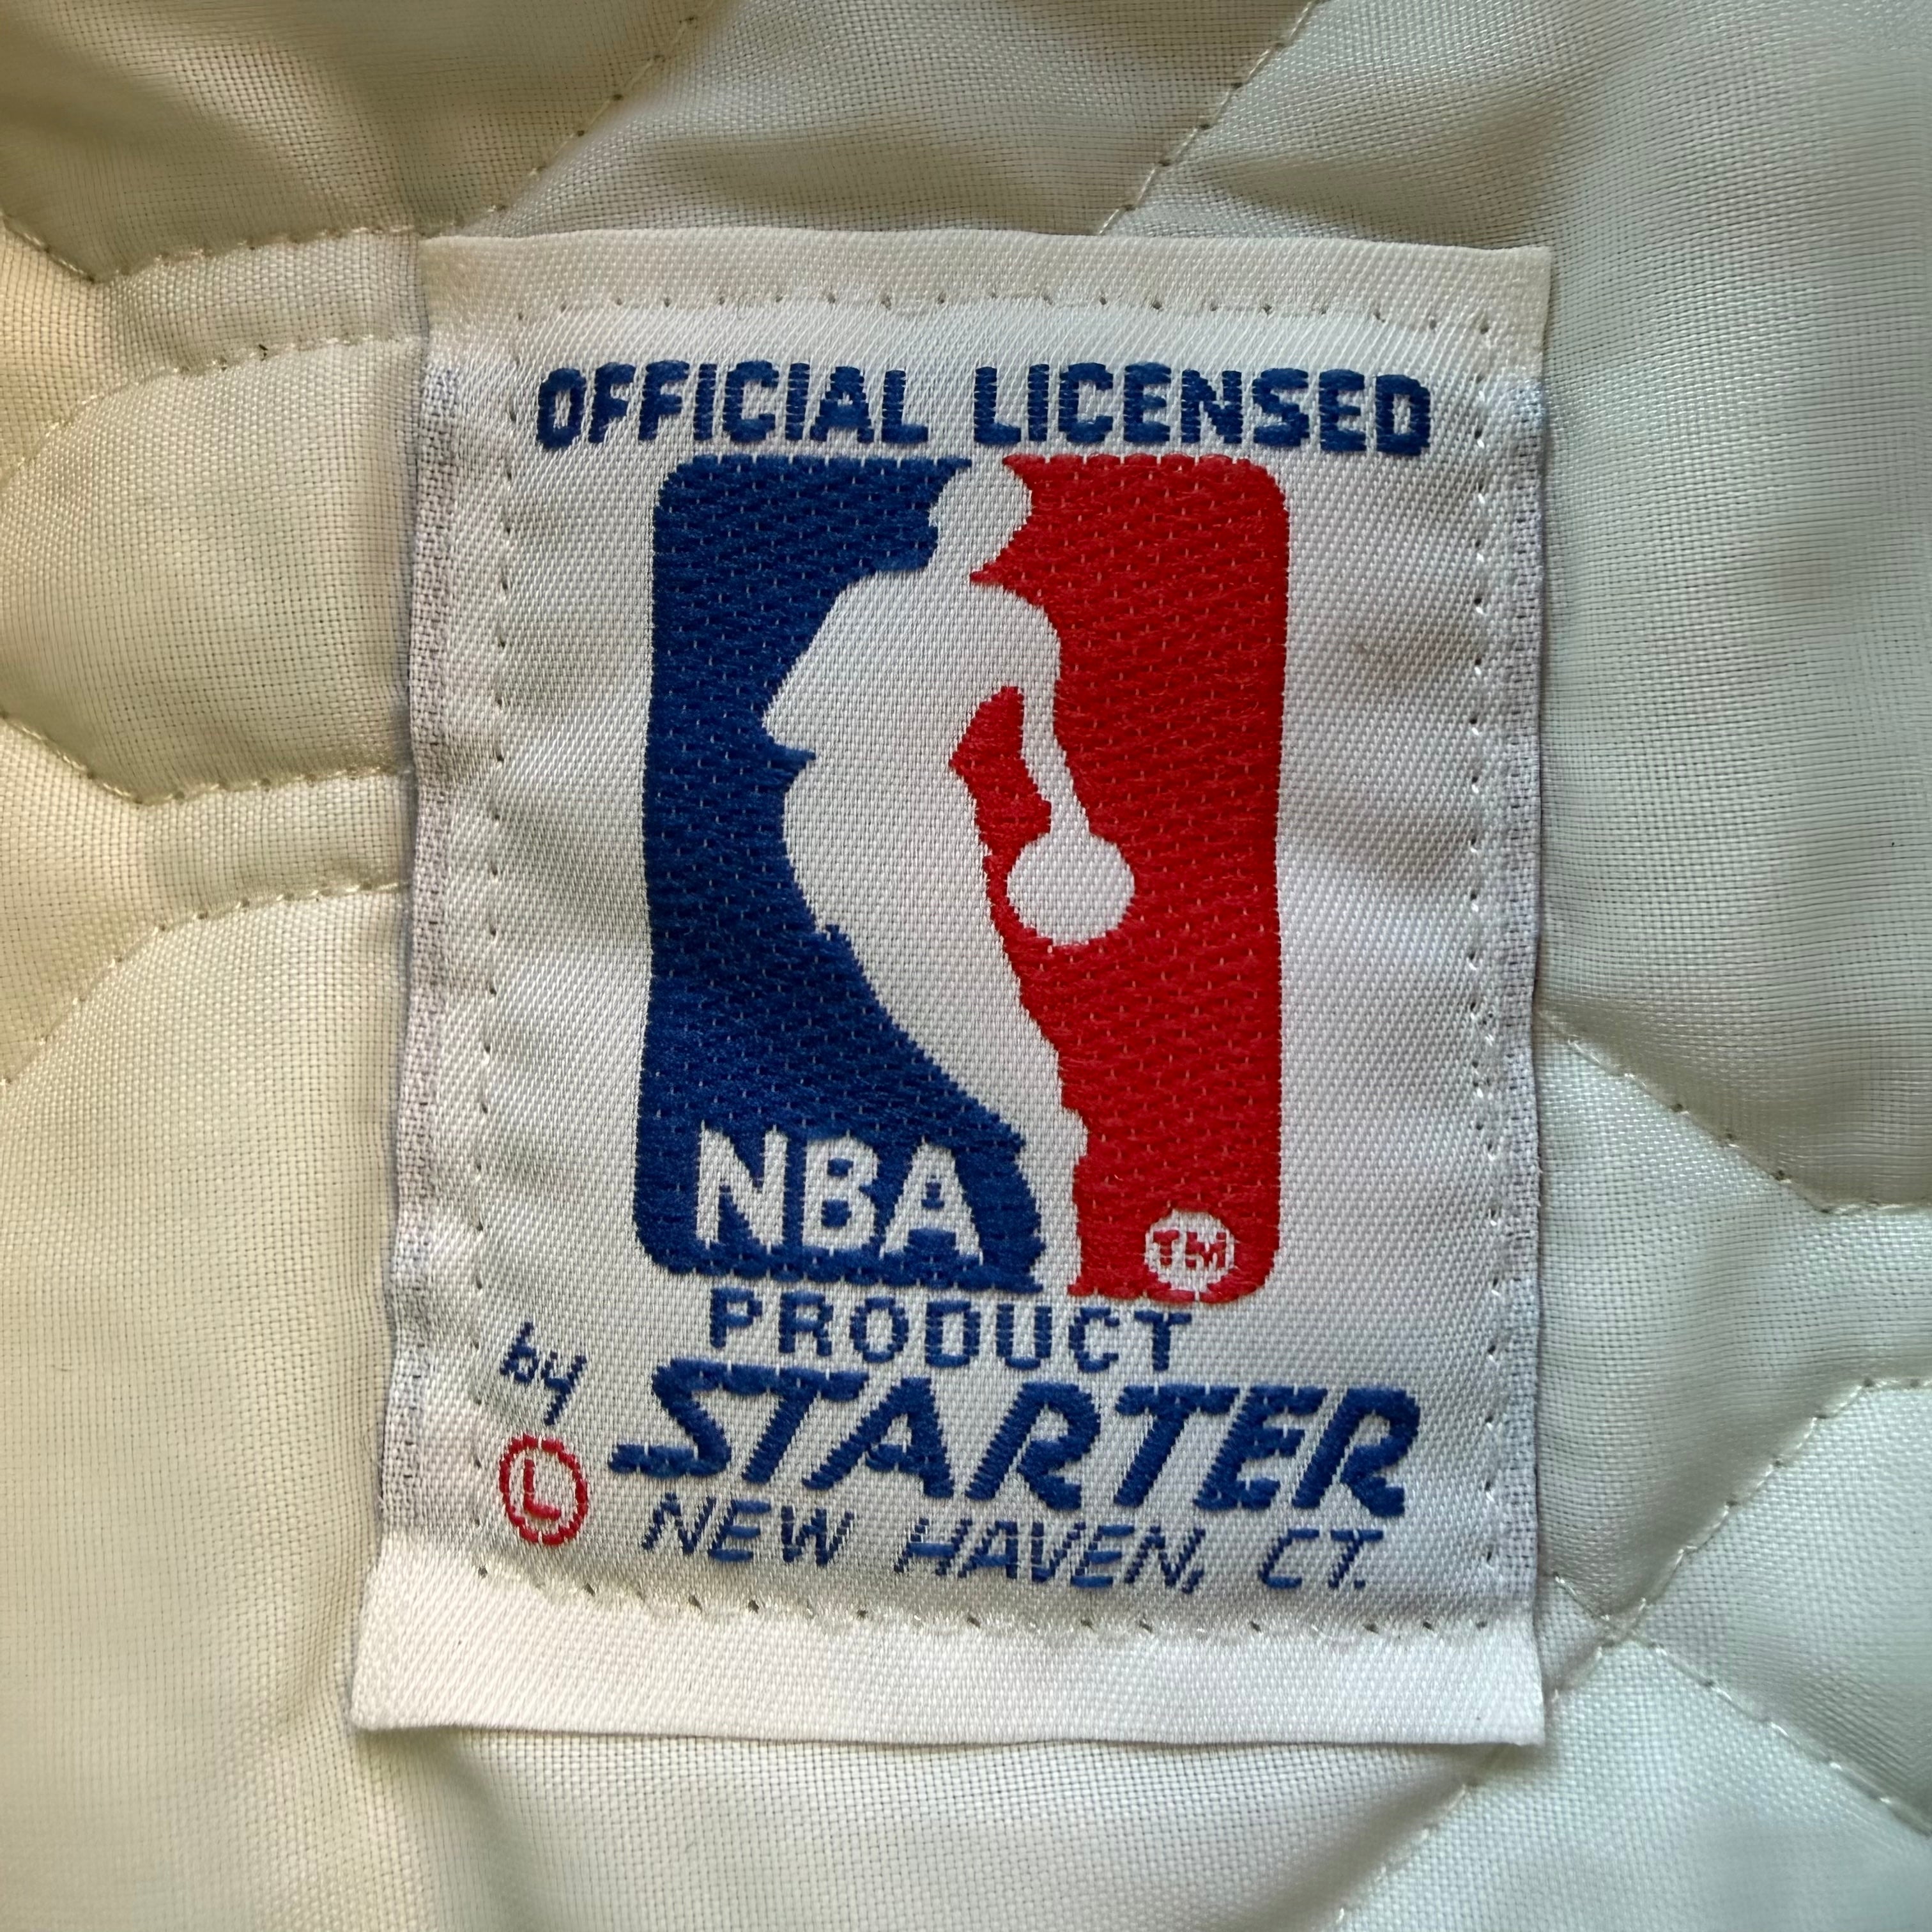 OFFICIAL LICENSED
NBA
TM
PRODUCT
by STARTER
L
NEW HAVEN, CT.